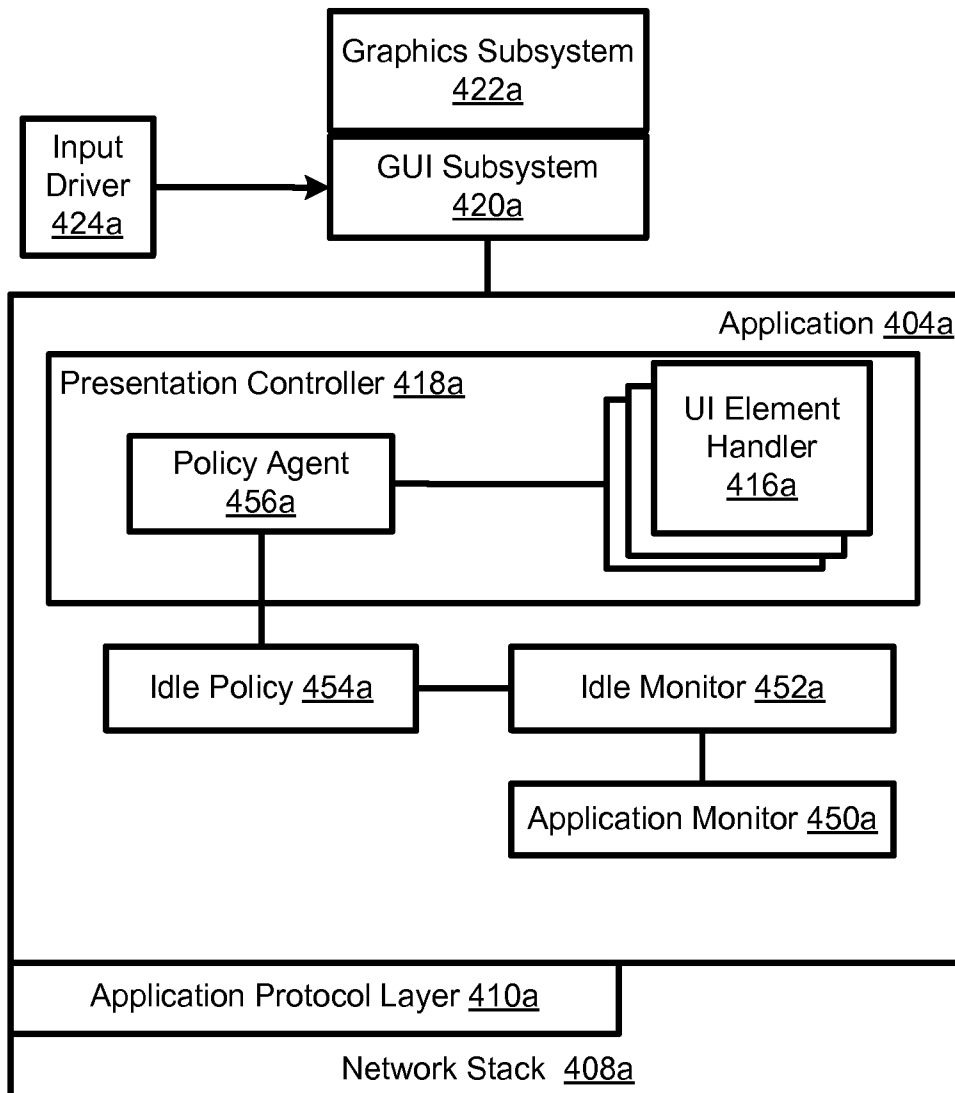 Graphics Subsystem
422a
Input
Driver
424a
GUI Subsystem
420a
Application 404a
Presentation Controller 418a
UI Element
Handler
416a
Policy Agent
456a
Idle Policy 454a
Idle Monitor 452a
Application Monitor 450a
Application Protocol Layer 410a
Network Stack 408a